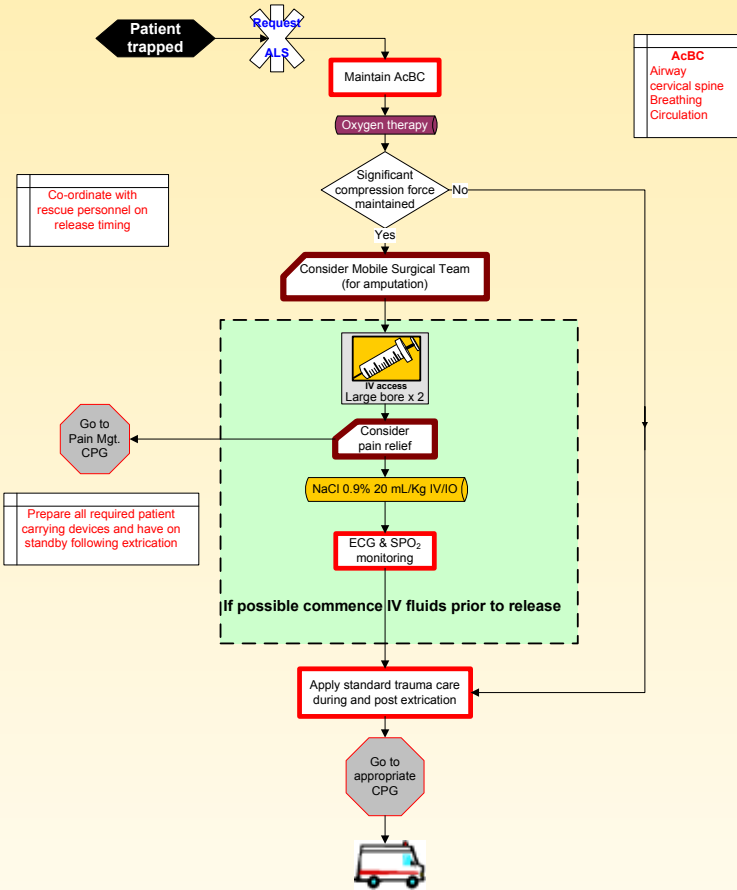 Patient
trapped
Request
ALS
Maintain AcBC
AcBC
Airway
cervical spine
Breathing
Circulation
Oxygen therapy
Significant
compression force
maintained
No
Yes
Co-ordinate with
rescue personnel on
release timing
Consider Mobile Surgical Team
(for amputation)
IV access
Large bore x 2
Go to
Pain Mgt.
CPG
Consider
pain relief
NaCl 0.9% 20 mL/Kg IV/IO
Prepare all required patient
carrying devices and have on
standby following extrication
ECG & SPO₂
monitoring
If possible commence IV fluids prior to release
Apply standard trauma care
during and post extrication
Go to
appropriate
CPG